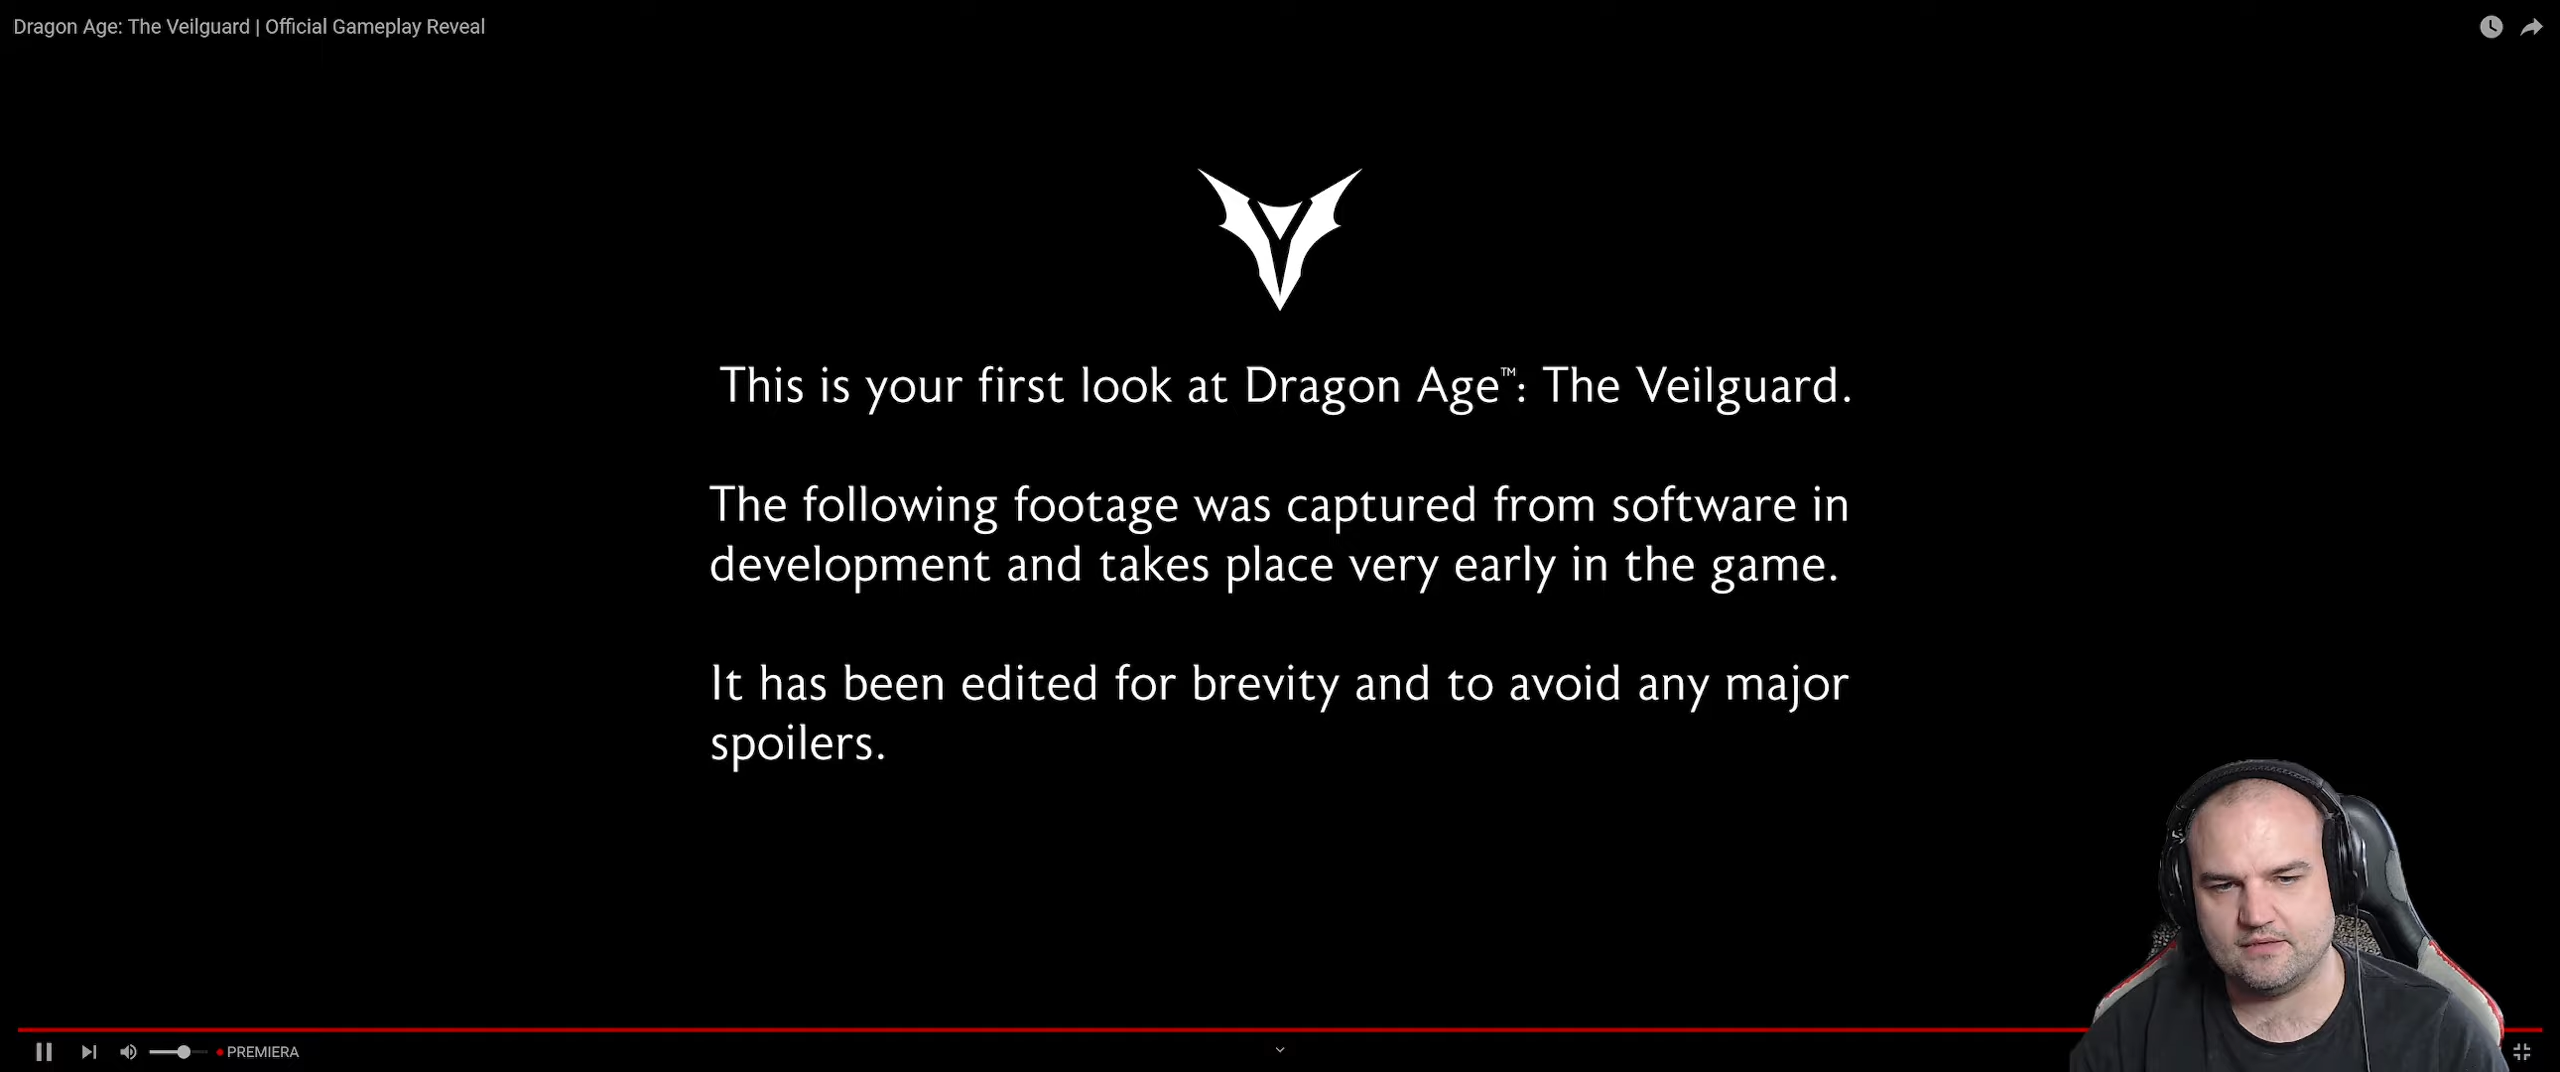 Dragon Age: The Veilguard | Official Gameplay Reveal
This is your first look at Dragon Age™: The Veilguard.
The following footage was captured from software in
development and takes place very early in the game.
It has been edited for brevity and to avoid any major
spoilers.
PREMIERA